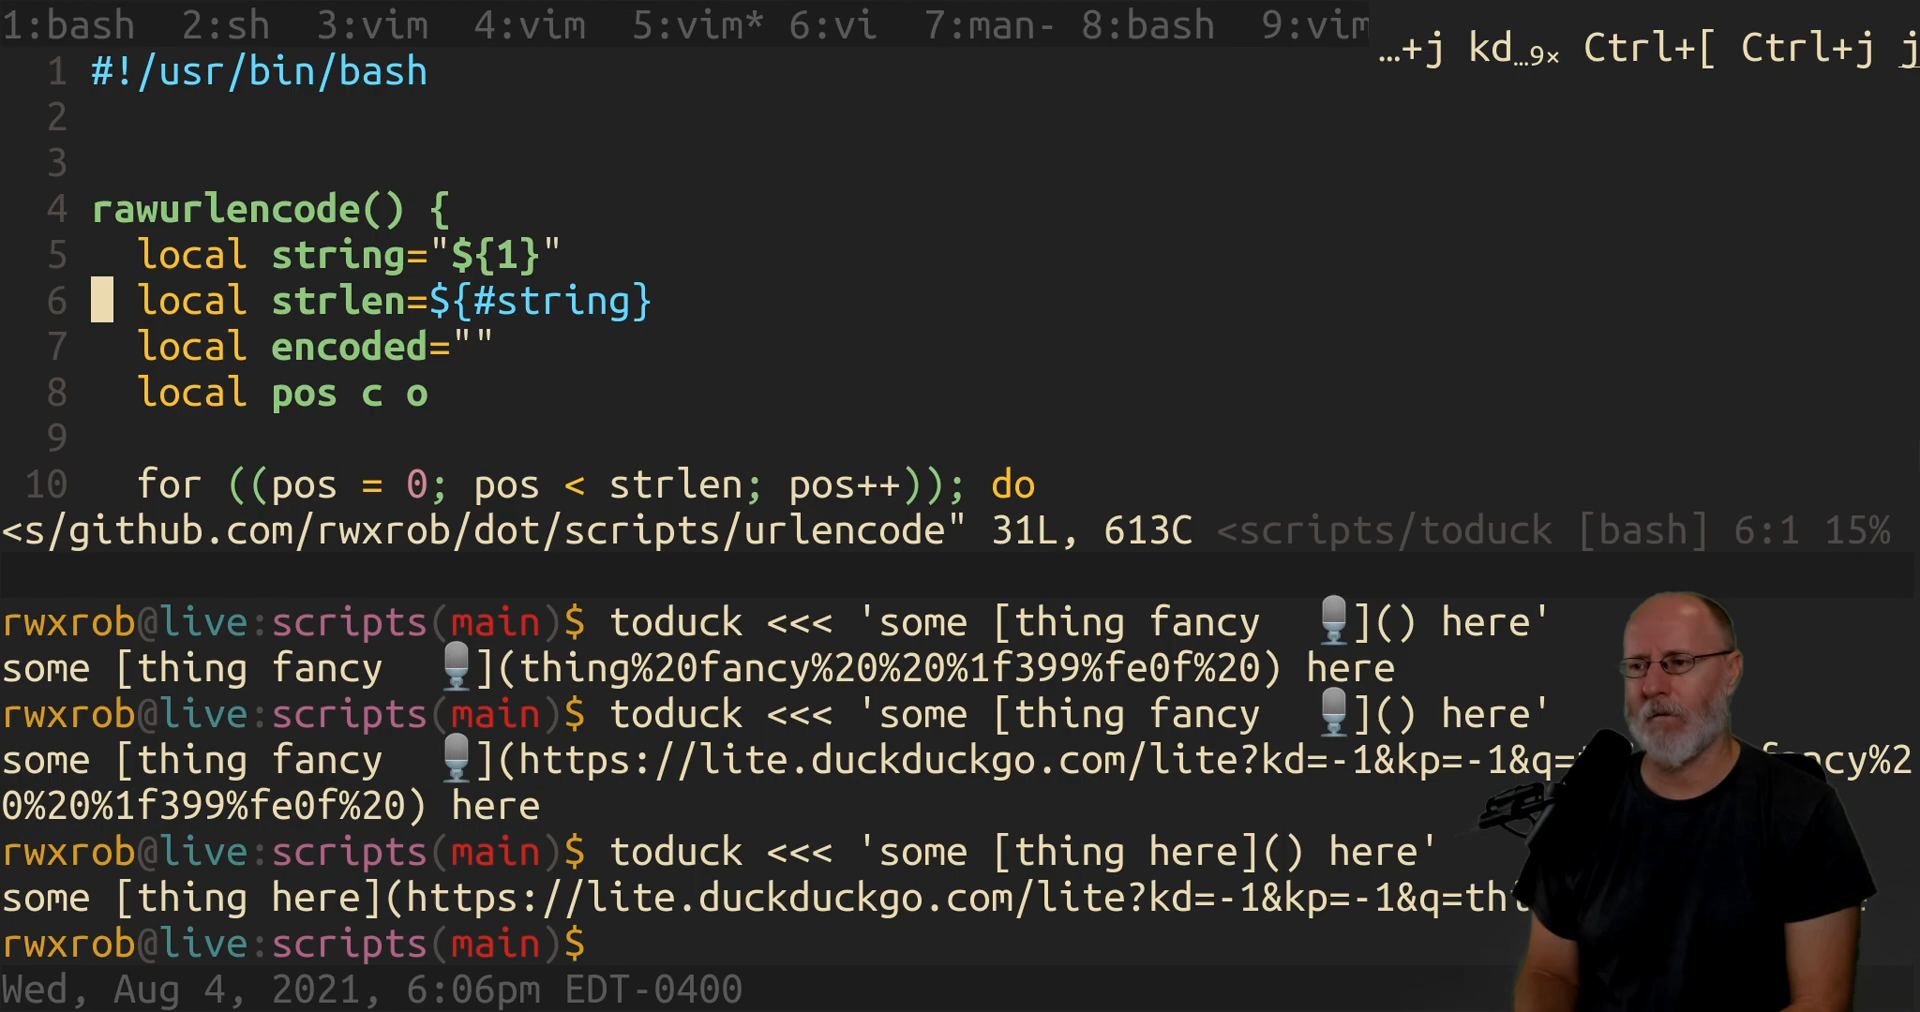 1:bash 2:sh 3:vim 4:vim 5:vim* 6:vi 7:man- 8:bash 9:vim
…+j kd…9× Ctrl+[ Ctrl+j j
1 #!/usr/bin/bash
2
3
4 rawurlencode() {
5 local string="${1}"
6 local strlen=${#string}
7 local encoded=""
8 local pos c o
9
10 for ((pos = 0; pos < strlen; pos++)); do
<s/github.com/rwxrob/dot/scripts/urlencode" 31L, 613C <scripts/toduck [bash] 6:1 15%
rwxrob@live:scripts(main)$ toduck <<< 'some [thing fancy 🎙️]() here'
some [thing fancy 🎙️](thing%20fancy%20%20%1f399%fe0f%20) here
rwxrob@live:scripts(main)$ toduck <<< 'some [thing fancy 🎙️]() here'
some [thing fancy 🎙️](https://lite.duckduckgo.com/lite?kd=-1&kp=-1&q= ancy%2
0%20%1f399%fe0f%20) here
rwxrob@live:scripts(main)$ toduck <<< 'some [thing here]() here'
some [thing here](https://lite.duckduckgo.com/lite?kd=-1&kp=-1&q=th
rwxrob@live:scripts(main)$
Wed, Aug 4, 2021, 6:06pm EDT-0400